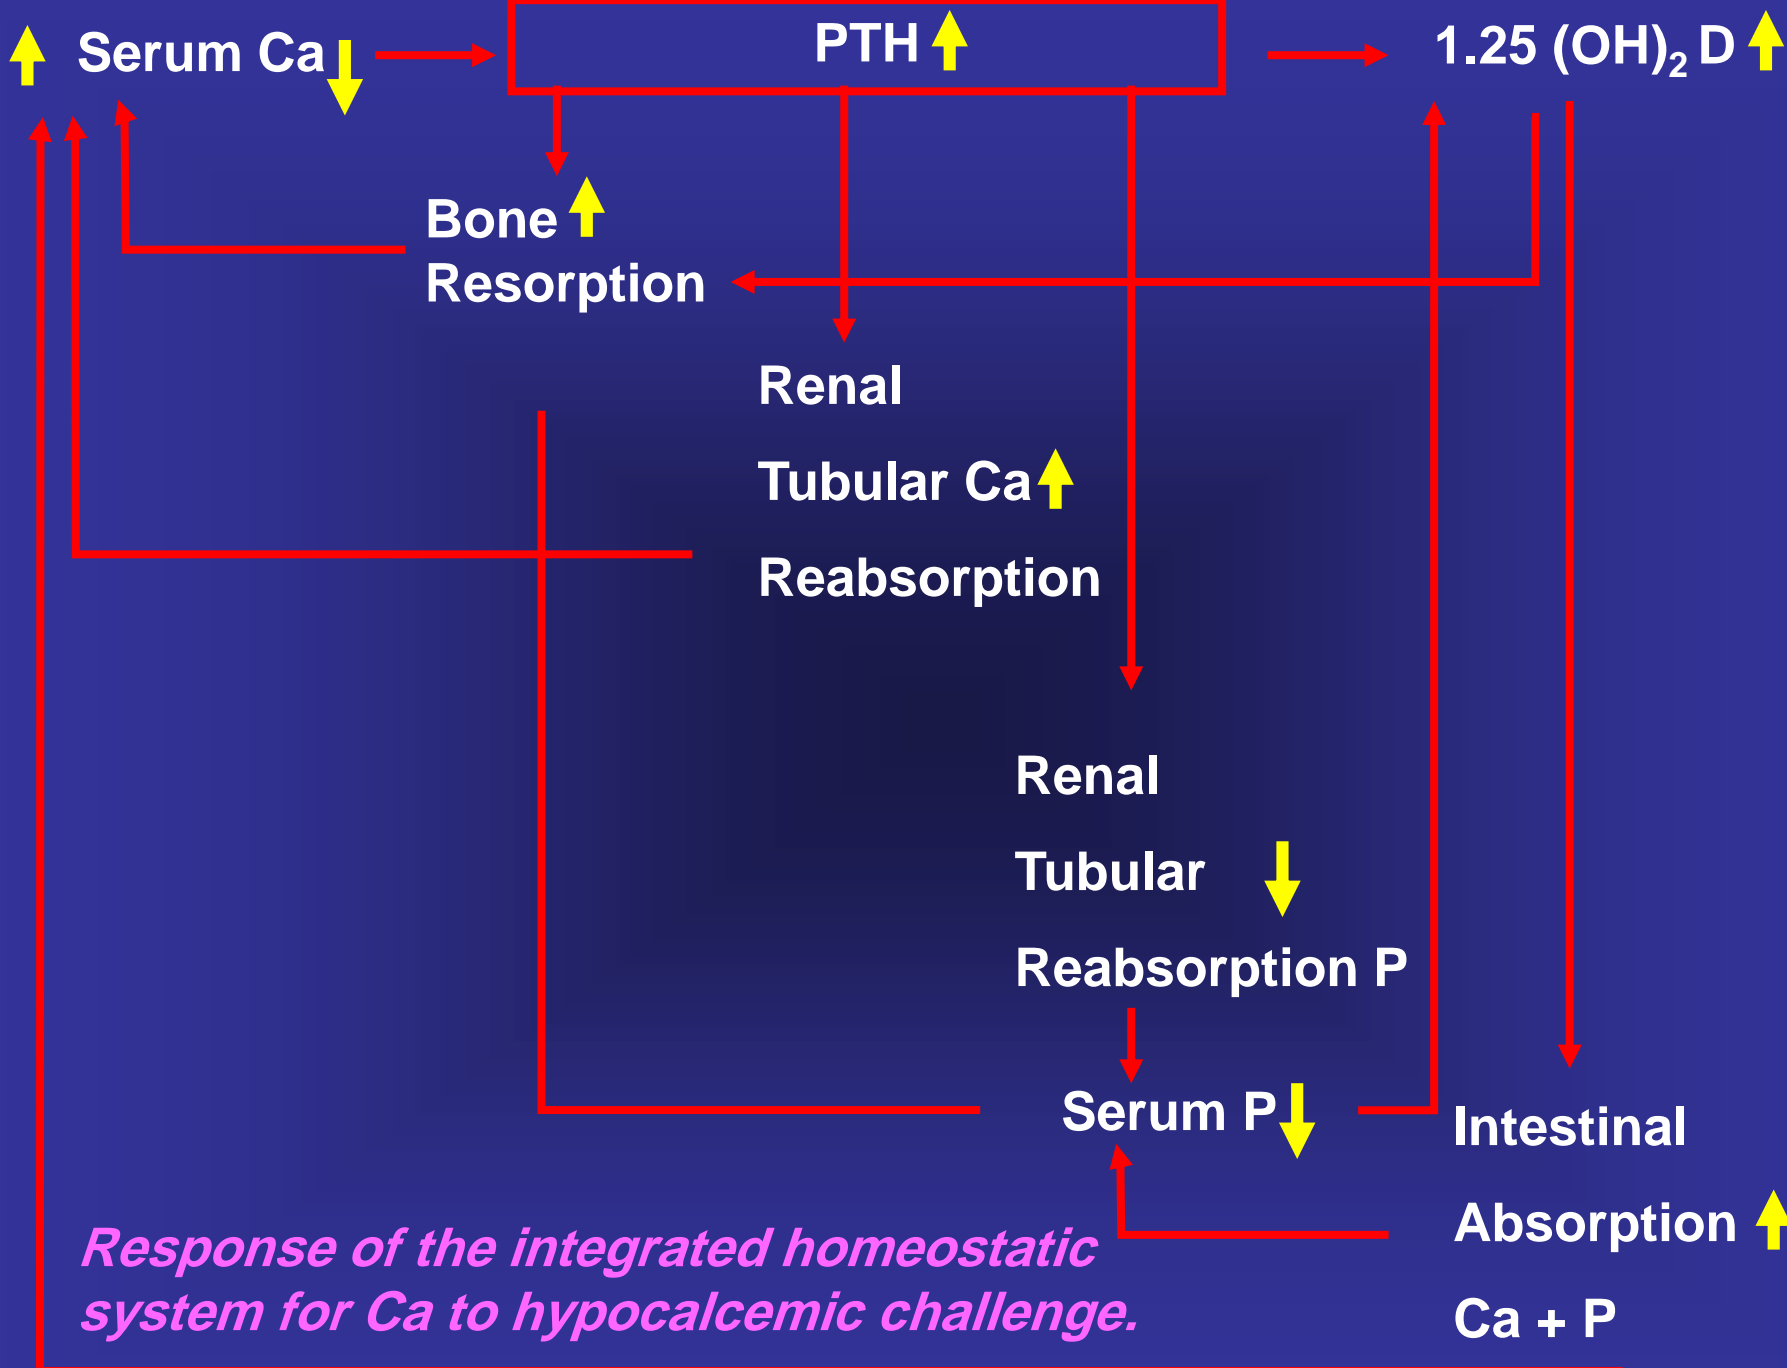 Serum Ca
PTH
1.25 (OH)₂ D
Bone
Resorption
Renal
Tubular Ca
Reabsorption
Renal
Tubular
Reabsorption P
Serum P
Intestinal
Absorption
Ca + P
Response of the integrated homeostatic
system for Ca to hypocalcemic challenge.